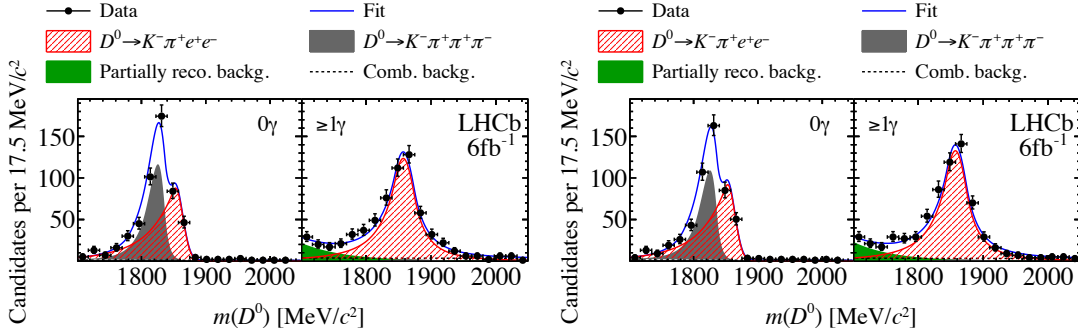 Data
Fit
D⁰→K⁻π⁺e⁺e⁻
D⁰→K⁻π⁺π⁺π⁻
Partially reco. backg.
Comb. backg.
Candidates per 17.5 MeV/c²
150
100
50
0γ
≥1γ
LHCb
6fb⁻¹
1800 1900 2000
1800 1900 2000
m(D⁰) [MeV/c²]
Data
Fit
D⁰→K⁻π⁺e⁺e⁻
D⁰→K⁻π⁺π⁺π⁻
Partially reco. backg.
Comb. backg.
Candidates per 17.5 MeV/c²
150
100
50
0γ
≥1γ
LHCb
6fb⁻¹
1800 1900 2000
1800 1900 2000
m(D⁰) [MeV/c²]